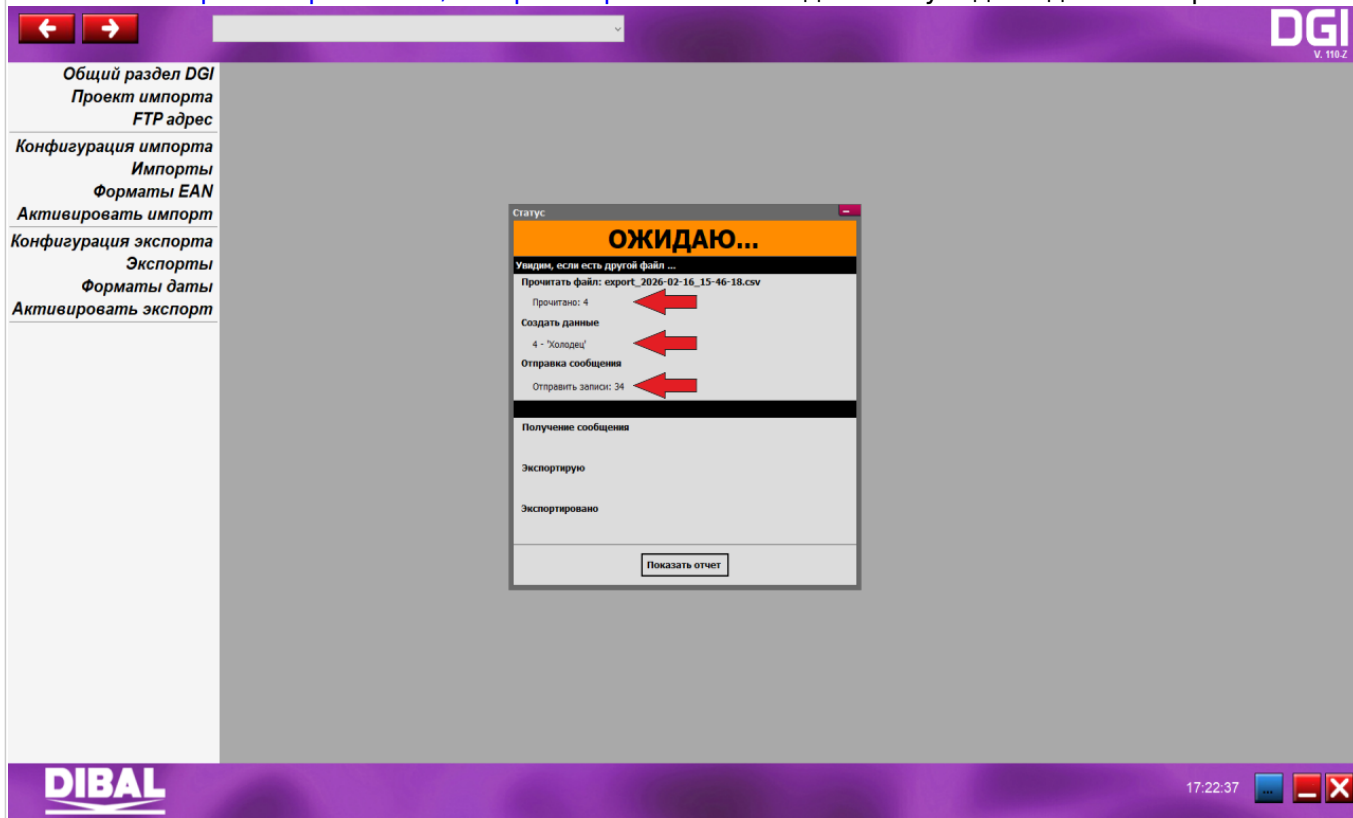 DGI
V. 110-Z
Общий раздел DGI
Проект импорта
FTP адрес
Конфигурация импорта
Импорты
Форматы EAN
Активировать импорт
Конфигурация экспорта
Экспорты
Форматы даты
Активировать экспорт
Статус
ОЖИДАЮ...
Увидим, если есть другой файл ...
Прочитать файл: export_2026-02-16_15-46-18.csv
Прочитано: 4
Создать данные
4 - 'Холодец'
Отправка сообщения
Отправить записи: 34
Получение сообщения
Экспортирую
Экспортировано
Показать отчет
DIBAL
17:22:37
...